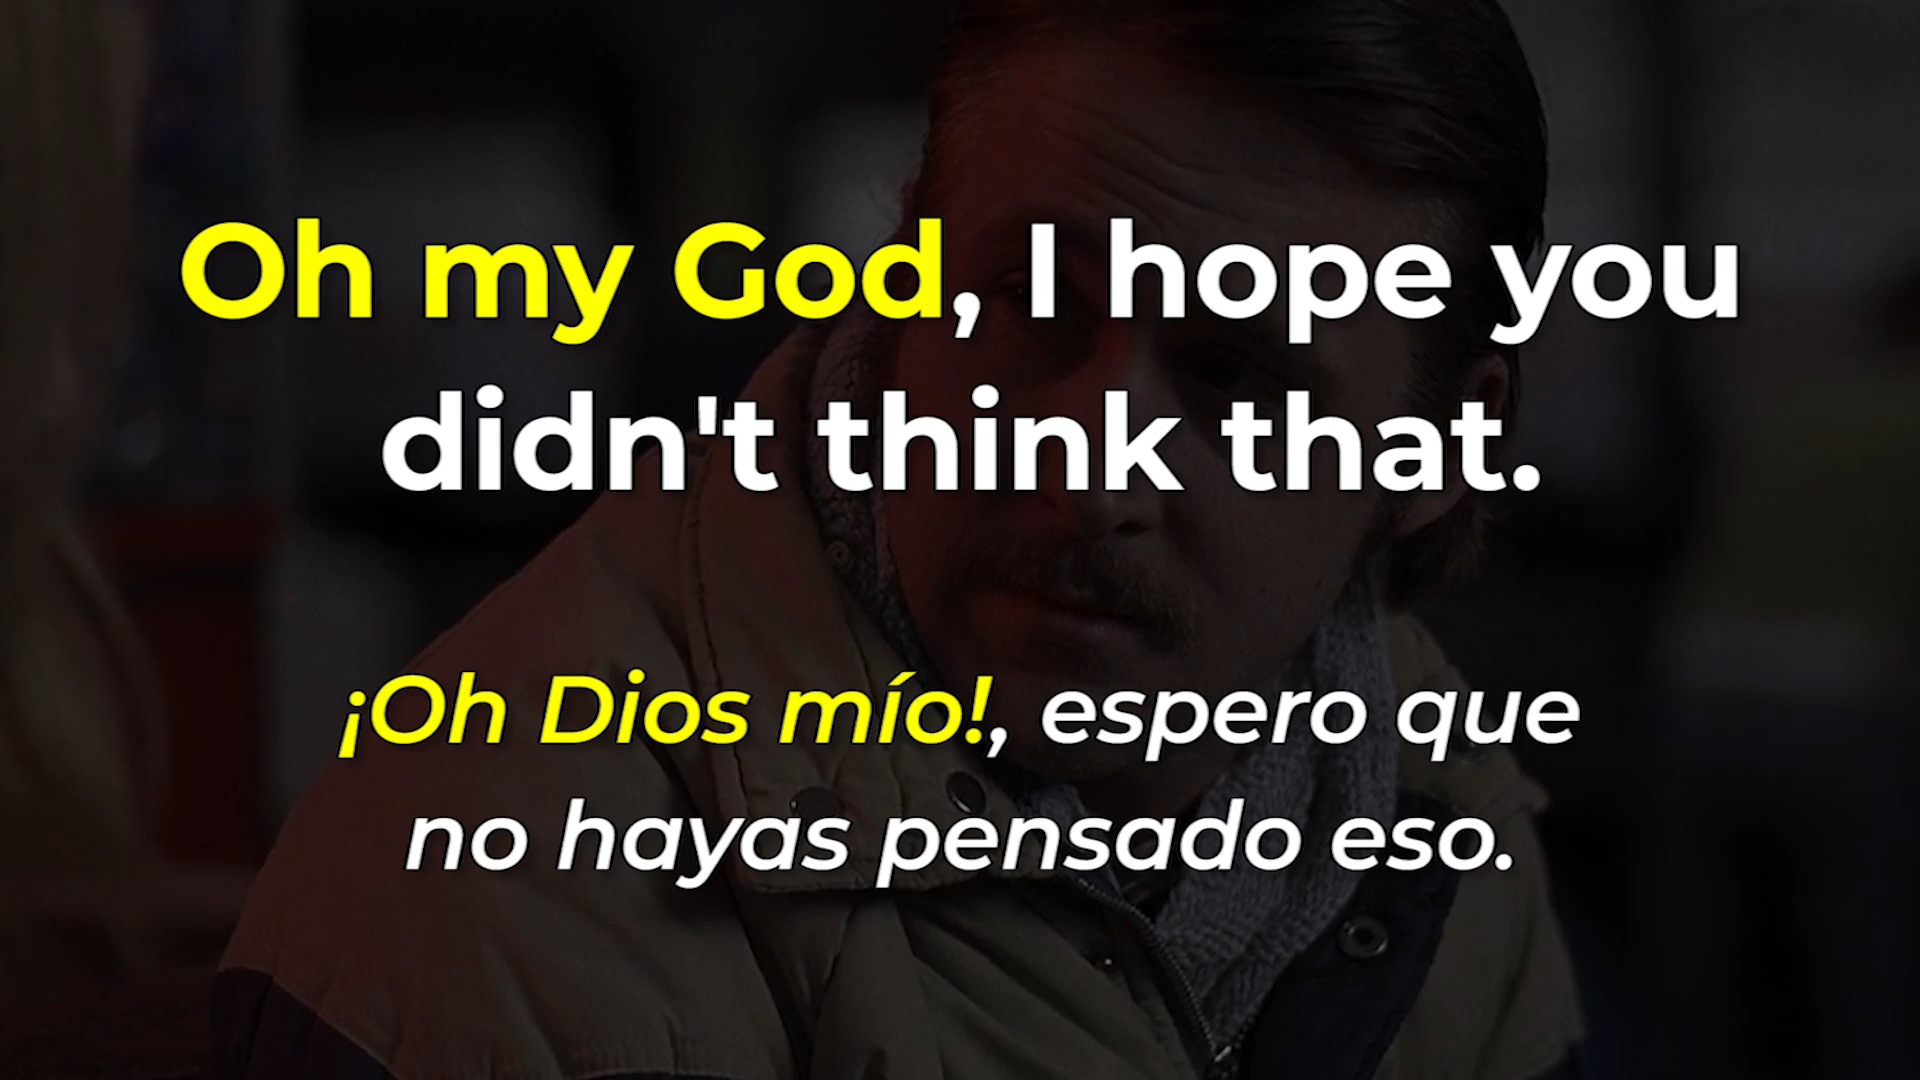 Oh my God, I hope you
didn't think that.
¡Oh Dios mío!, espero que
no hayas pensado eso.